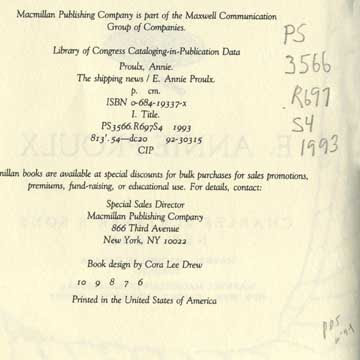 Macmillan Publishing Company is part of the Maxwell Communication
Group of Companies.
Library of Congress Cataloging-in-Publication Data
Proulx, Annie.
The shipping news / E. Annie Proulx.
p. cm.
ISBN 0-684-19337-x
I. Title.
PS3566.R697S4 1993
813'.54—dc20 92-30315
CIP
PS
3566
.R697
S4
1993
millan books are available at special discounts for bulk purchases for sales promotions,
premiums, fund-raising, or educational use. For details, contact:
Special Sales Director
Macmillan Publishing Company
866 Third Avenue
New York, NY 10022
Book design by Cora Lee Drew
10 9 8 7 6
Printed in the United States of America